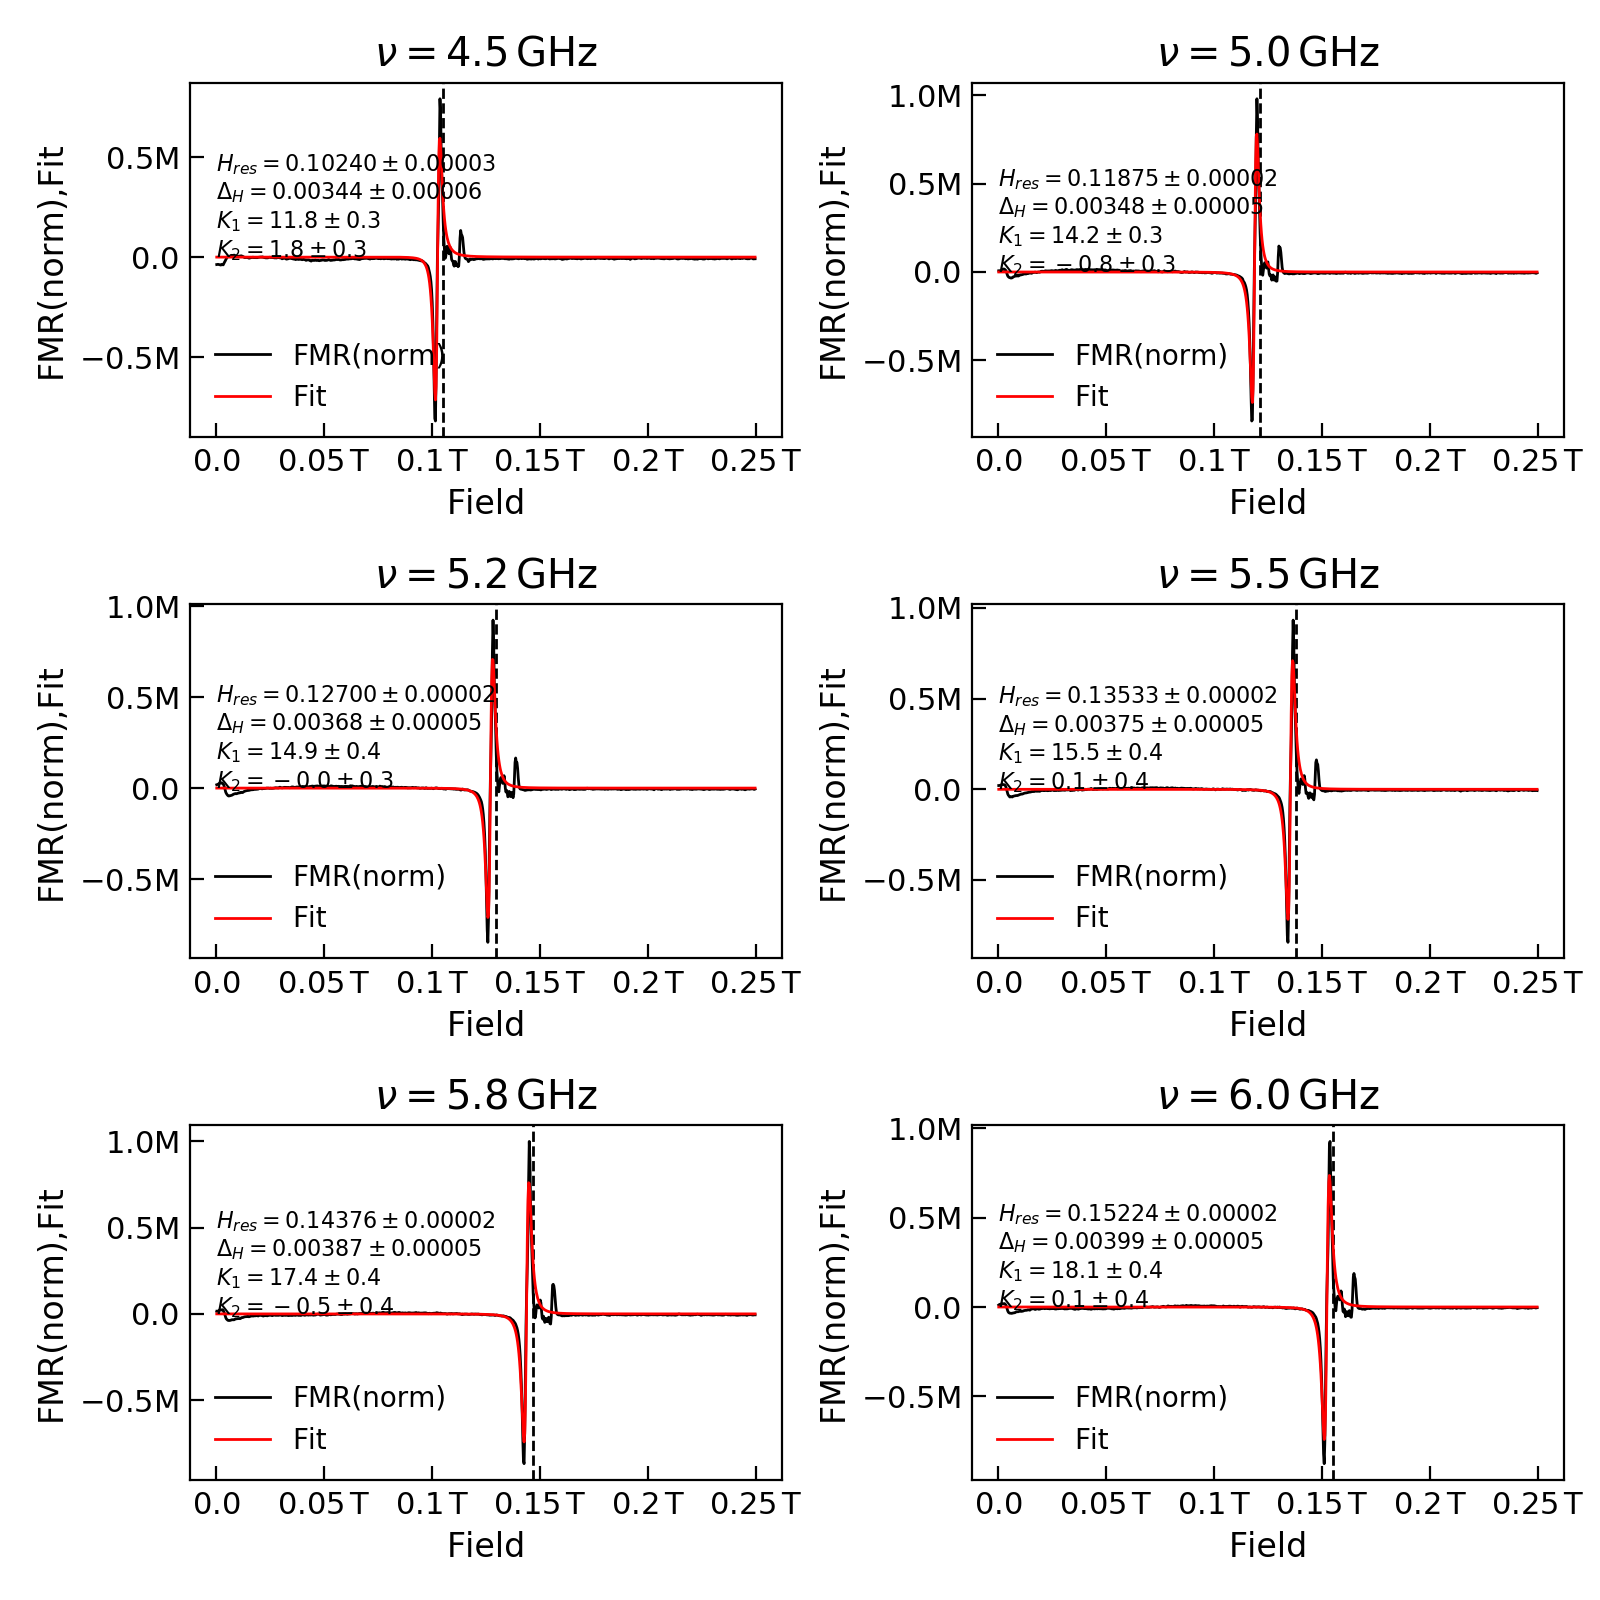 ν = 4.5 GHz
FMR(norm),Fit
0.5M
0.0
−0.5M
H_res = 0.10240 ± 0.00003
Δ_H = 0.00344 ± 0.00006
K_1 = 11.8 ± 0.3
K_2 = 1.8 ± 0.3
FMR(norm)
Fit
0.0 0.05 T 0.1 T 0.15 T 0.2 T 0.25 T
Field
ν = 5.0 GHz
FMR(norm),Fit
1.0M
0.5M
0.0
−0.5M
H_res = 0.11875 ± 0.00002
Δ_H = 0.00348 ± 0.00005
K_1 = 14.2 ± 0.3
K_2 = −0.8 ± 0.3
FMR(norm)
Fit
0.0 0.05 T 0.1 T 0.15 T 0.2 T 0.25 T
Field
ν = 5.2 GHz
FMR(norm),Fit
1.0M
0.5M
0.0
−0.5M
H_res = 0.12700 ± 0.00002
Δ_H = 0.00368 ± 0.00005
K_1 = 14.9 ± 0.4
K_2 = −0.0 ± 0.3
FMR(norm)
Fit
0.0 0.05 T 0.1 T 0.15 T 0.2 T 0.25 T
Field
ν = 5.5 GHz
FMR(norm),Fit
1.0M
0.5M
0.0
−0.5M
H_res = 0.13533 ± 0.00002
Δ_H = 0.00375 ± 0.00005
K_1 = 15.5 ± 0.4
K_2 = 0.1 ± 0.4
FMR(norm)
Fit
0.0 0.05 T 0.1 T 0.15 T 0.2 T 0.25 T
Field
ν = 5.8 GHz
FMR(norm),Fit
1.0M
0.5M
0.0
−0.5M
H_res = 0.14376 ± 0.00002
Δ_H = 0.00387 ± 0.00005
K_1 = 17.4 ± 0.4
K_2 = −0.5 ± 0.4
FMR(norm)
Fit
0.0 0.05 T 0.1 T 0.15 T 0.2 T 0.25 T
Field
ν = 6.0 GHz
FMR(norm),Fit
1.0M
0.5M
0.0
−0.5M
H_res = 0.15224 ± 0.00002
Δ_H = 0.00399 ± 0.00005
K_1 = 18.1 ± 0.4
K_2 = 0.1 ± 0.4
FMR(norm)
Fit
0.0 0.05 T 0.1 T 0.15 T 0.2 T 0.25 T
Field